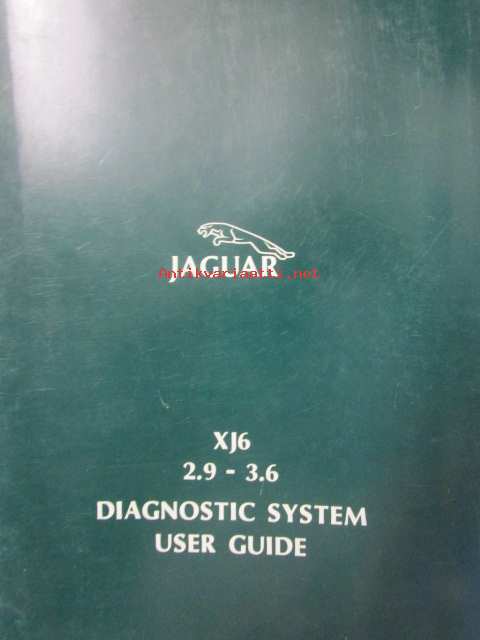 JAGUAR
Antikvariaatti.net
XJ6
2.9 - 3.6
DIAGNOSTIC SYSTEM
USER GUIDE